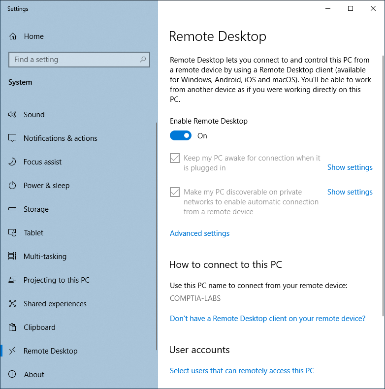 Settings
Home
Find a setting
System
Sound
Notifications & actions
Focus assist
Power & sleep
Storage
Tablet
Multi-tasking
Projecting to this PC
Shared experiences
Clipboard
Remote Desktop
About
Remote Desktop
Remote Desktop lets you connect to and control this PC from
a remote device by using a Remote Desktop client (available
for Windows, Android, iOS and macOS). You'll be able to work
from another device as if you were working directly on this
PC.
Enable Remote Desktop
On
Keep my PC awake for connection when it
is plugged in
Show settings
Make my PC discoverable on private
networks to enable automatic connection
from a remote device
Show settings
Advanced settings
How to connect to this PC
Use this PC name to connect from your remote device:
COMPTIA-LABS
Don't have a Remote Desktop client on your remote device?
User accounts
Select users that can remotely access this PC